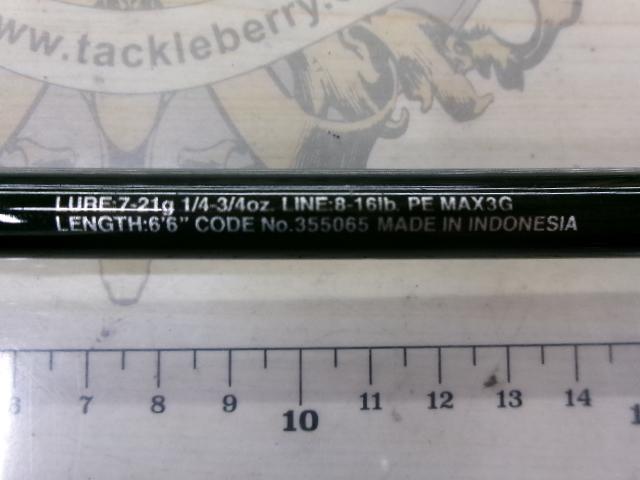 www.tackleberry.c
LURE:7-21g 1/4-3/4oz. LINE:8-16lb. PE MAX3G
LENGTH:6'6" CODE No.355065 MADE IN INDONESIA
6 7 8 9 10 11 12 13 14